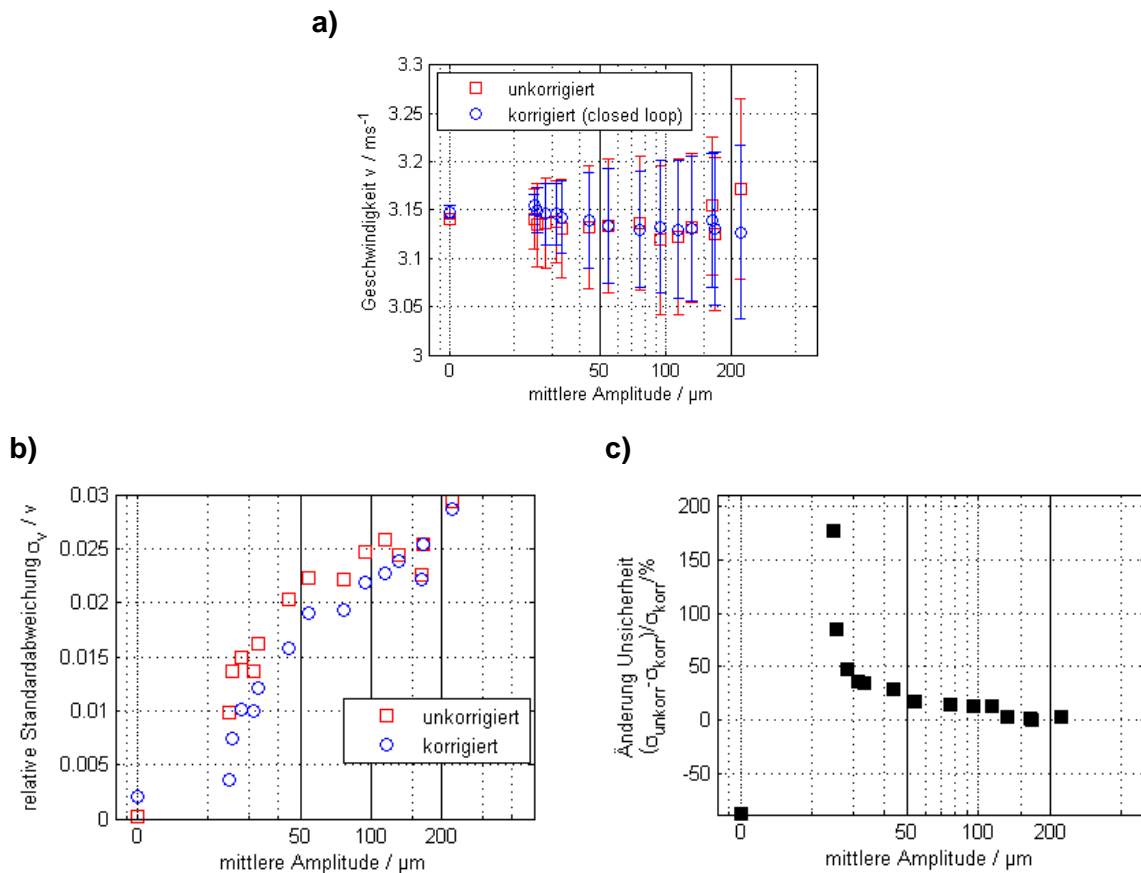 a)
3.3
3.25
3.2
3.15
3.1
3.05
3
Geschwindigkeit v / ms⁻¹
unkorrigiert
korrigiert (closed loop)
0
50
100
200
mittlere Amplitude / µm
b)
0.03
0.025
0.02
0.015
0.01
0.005
0
relative Standardabweichung σᵥ / v
unkorrigiert
korrigiert
0
50
100
200
mittlere Amplitude / µm
c)
200
150
100
50
0
-50
Änderung Unsicherheit
(σunkorr-σkorr)/σkorr/%
0
50
100
200
mittlere Amplitude / µm